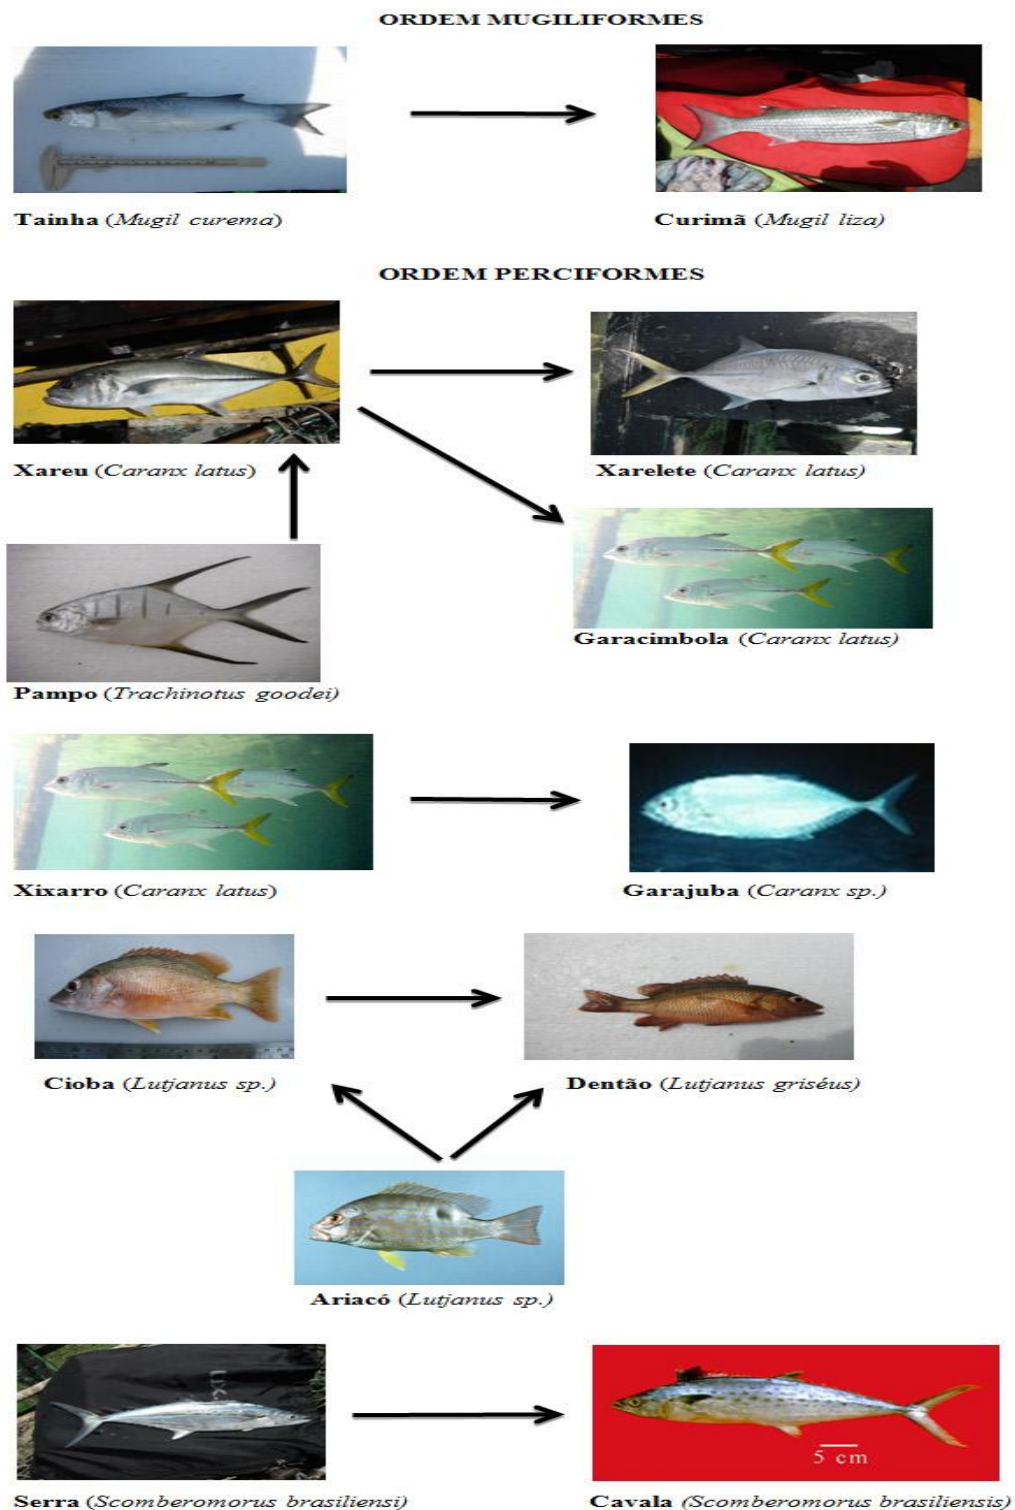 ORDEM MUGILIFORMES
Tainha (Mugil curema)
Curimã (Mugil liza)
ORDEM PERCIFORMES
Xareu (Caranx latus)
Xarelete (Caranx latus)
Garacimbola (Caranx latus)
Pampo (Trachinotus goodei)
Xixarro (Caranx latus)
Garajuba (Caranx sp.)
Cioba (Lutjanus sp.)
Dentão (Lutjanus griséus)
Ariacó (Lutjanus sp.)
5 cm
Serra (Scomberomorus brasiliensi)
Cavala (Scomberomorus brasiliensis)